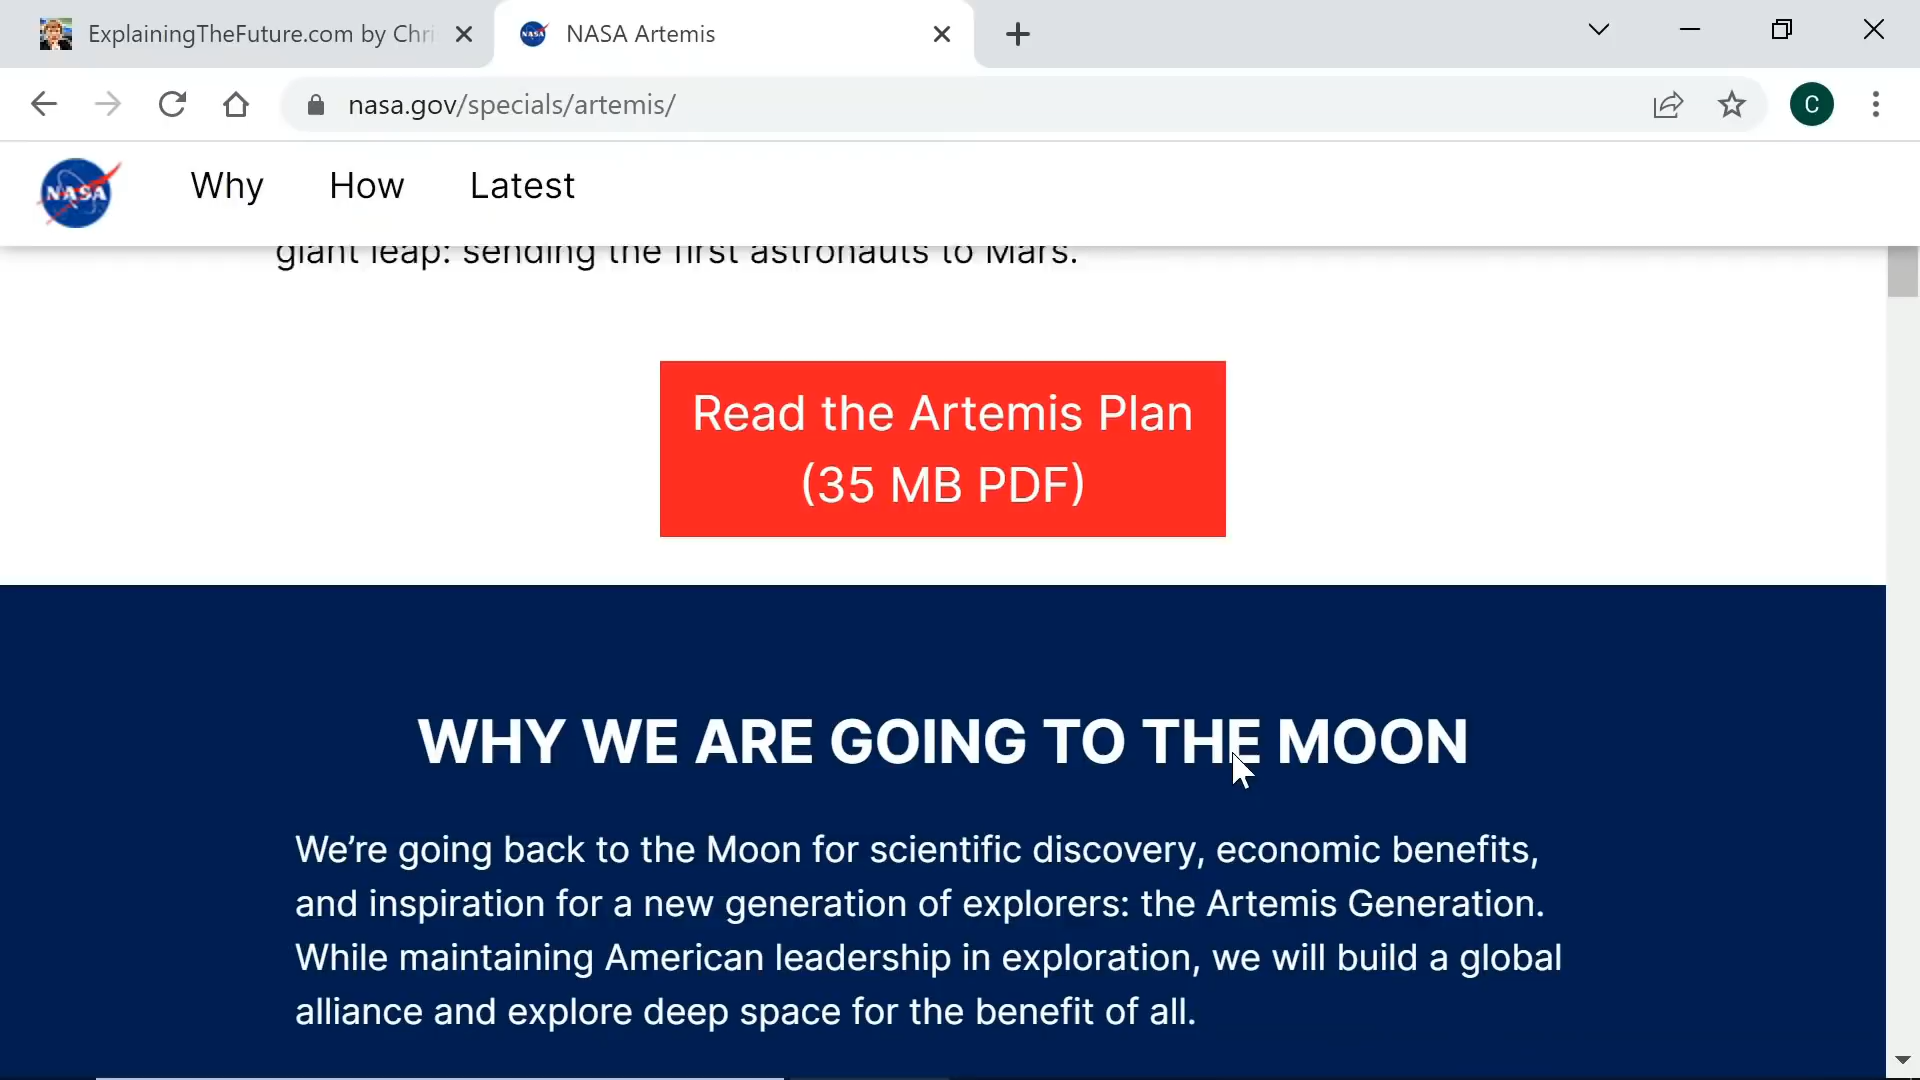 ExplainingTheFuture.com by Chri
NASA Artemis
nasa.gov/specials/artemis/
C
NASA
Why How Latest
giant leap: sending the first astronauts to Mars.
Read the Artemis Plan
(35 MB PDF)
WHY WE ARE GOING TO THE MOON
We’re going back to the Moon for scientific discovery, economic benefits,
and inspiration for a new generation of explorers: the Artemis Generation.
While maintaining American leadership in exploration, we will build a global
alliance and explore deep space for the benefit of all.